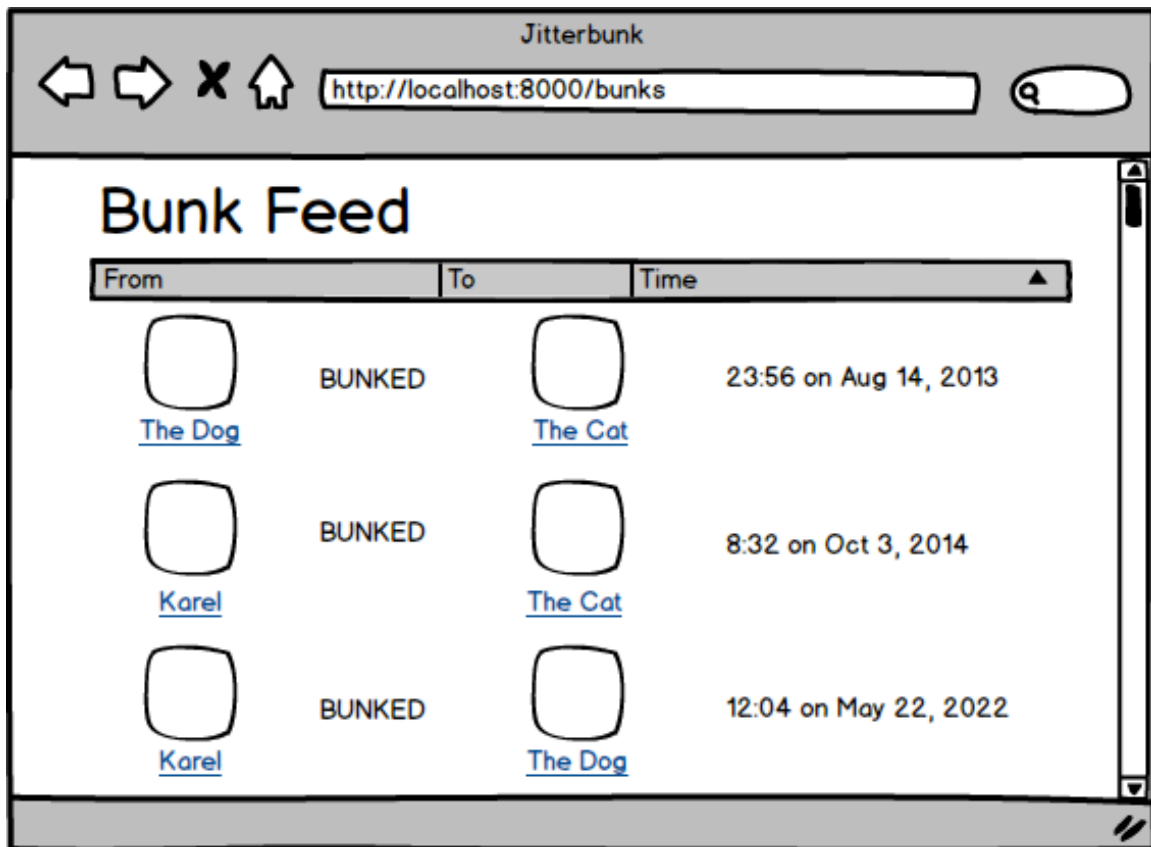 Jitterbunk
http://localhost:8000/bunks
Bunk Feed
From To Time
BUNKED 23:56 on Aug 14, 2013
The Dog The Cat
BUNKED 8:32 on Oct 3, 2014
Karel The Cat
BUNKED 12:04 on May 22, 2022
Karel The Dog